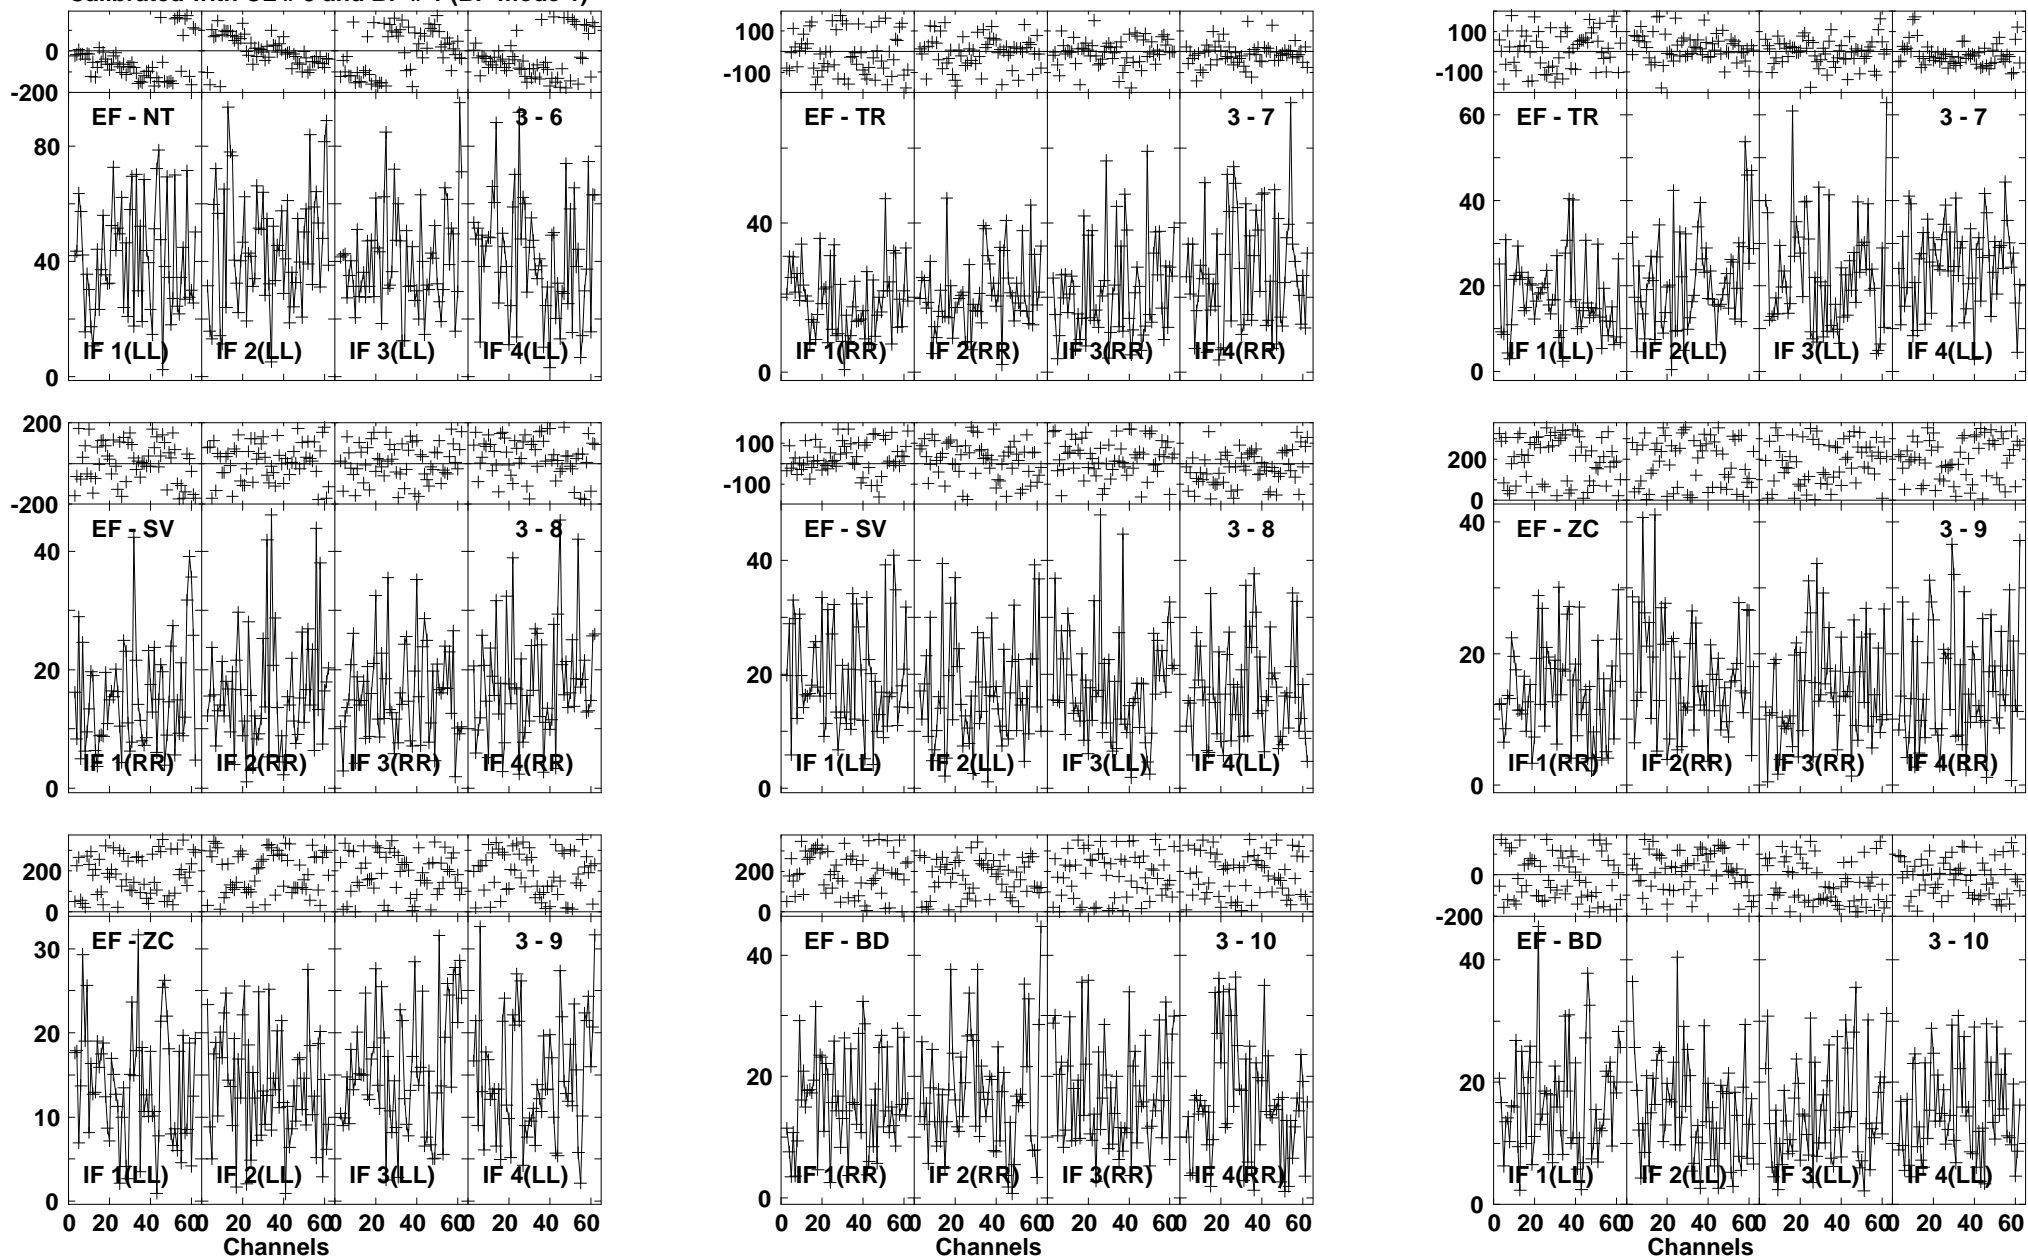 100 100
0 0 0
-100 -100
-200
EF - NT 3 - 6 EF - TR 3 - 7 EF - TR 3 - 7
60
80
40 40 40
20
IF 1(LL) IF 2(LL) IF 3(LL) IF 4(LL) IF 1(RR) IF 2(RR) IF 3(RR) IF 4(RR) IF 1(LL) IF 2(LL) IF 3(LL) IF 4(LL)
0 0 0
200
100 200
0 0
-100 0
-200
EF - SV 3 - 8 EF - SV 3 - 8 EF - ZC 3 - 9
40 40 40
20 20 20
IF 1(RR) IF 2(RR) IF 3(RR) IF 4(RR) IF 1(LL) IF 2(LL) IF 3(LL) IF 4(LL) IF 1(RR) IF 2(RR) IF 3(RR) IF 4(RR)
0 0 0
200 200 0
0 0 -200
EF - ZC 3 - 9 EF - BD 3 - 10 EF - BD 3 - 10
30 40 40
20 20 20
10
IF 1(LL) IF 2(LL) IF 3(LL) IF 4(LL) IF 1(RR) IF 2(RR) IF 3(RR) IF 4(RR) IF 1(LL) IF 2(LL) IF 3(LL) IF 4(LL)
0 0 0
0 20 40 60 0 20 40 60 0 20 40 60 0 20 40 60 0 20 40 60 0 20 40 60 0 20 40 60 0 20 40 60 0 20 40 60 0 20 40 60 0 20 40 60 0 20 40 60
Channels Channels Channels